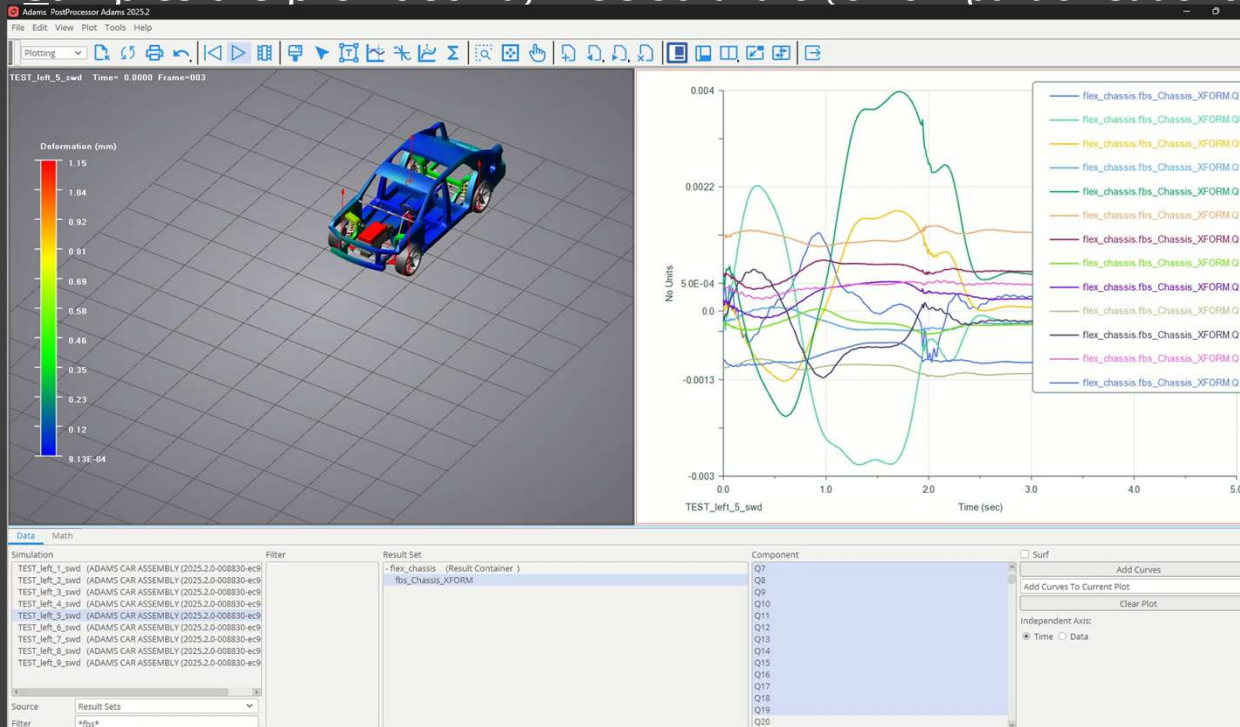 Adams PostProcessor Adams 2025.2
File Edit View Plot Tools Help
Plotting
TEST_left_5_swd Time= 0.0000 Frame=003
Deformation (mm)
1.15
1.04
0.92
0.81
0.69
0.58
0.46
0.35
0.23
0.12
9.13E-04
0.004
0.0022
5.0E-04
0.0
-0.0013
-0.003
No Units
0.0 1.0 2.0 3.0 4.0 5.0
TEST_left_5_swd Time (sec)
flex_chassis.fbs_Chassis_XFORM.Q
flex_chassis.fbs_Chassis_XFORM.Q
flex_chassis.fbs_Chassis_XFORM.Q
flex_chassis.fbs_Chassis_XFORM.Q
flex_chassis.fbs_Chassis_XFORM.Q
flex_chassis.fbs_Chassis_XFORM.Q
flex_chassis.fbs_Chassis_XFORM.Q
flex_chassis.fbs_Chassis_XFORM.Q
flex_chassis.fbs_Chassis_XFORM.Q
flex_chassis.fbs_Chassis_XFORM.Q
flex_chassis.fbs_Chassis_XFORM.Q
flex_chassis.fbs_Chassis_XFORM.Q
flex_chassis.fbs_Chassis_XFORM.Q
Data Math
Simulation
TEST_left_1_swd (ADAMS CAR ASSEMBLY (2025.2.0-008830-ec9
TEST_left_2_swd (ADAMS CAR ASSEMBLY (2025.2.0-008830-ec9
TEST_left_3_swd (ADAMS CAR ASSEMBLY (2025.2.0-008830-ec9
TEST_left_4_swd (ADAMS CAR ASSEMBLY (2025.2.0-008830-ec9
TEST_left_5_swd (ADAMS CAR ASSEMBLY (2025.2.0-008830-ec9
TEST_left_6_swd (ADAMS CAR ASSEMBLY (2025.2.0-008830-ec9
TEST_left_7_swd (ADAMS CAR ASSEMBLY (2025.2.0-008830-ec9
TEST_left_8_swd (ADAMS CAR ASSEMBLY (2025.2.0-008830-ec9
TEST_left_9_swd (ADAMS CAR ASSEMBLY (2025.2.0-008830-ec9
Source Result Sets
Filter *fbs*
Filter
Result Set
- flex_chassis (Result Container )
fbs_Chassis_XFORM
Component
Q7
Q8
Q9
Q10
Q11
Q12
Q13
Q14
Q15
Q16
Q17
Q18
Q19
Q20
Surf
Add Curves
Add Curves To Current Plot
Clear Plot
Independent Axis:
Time Data